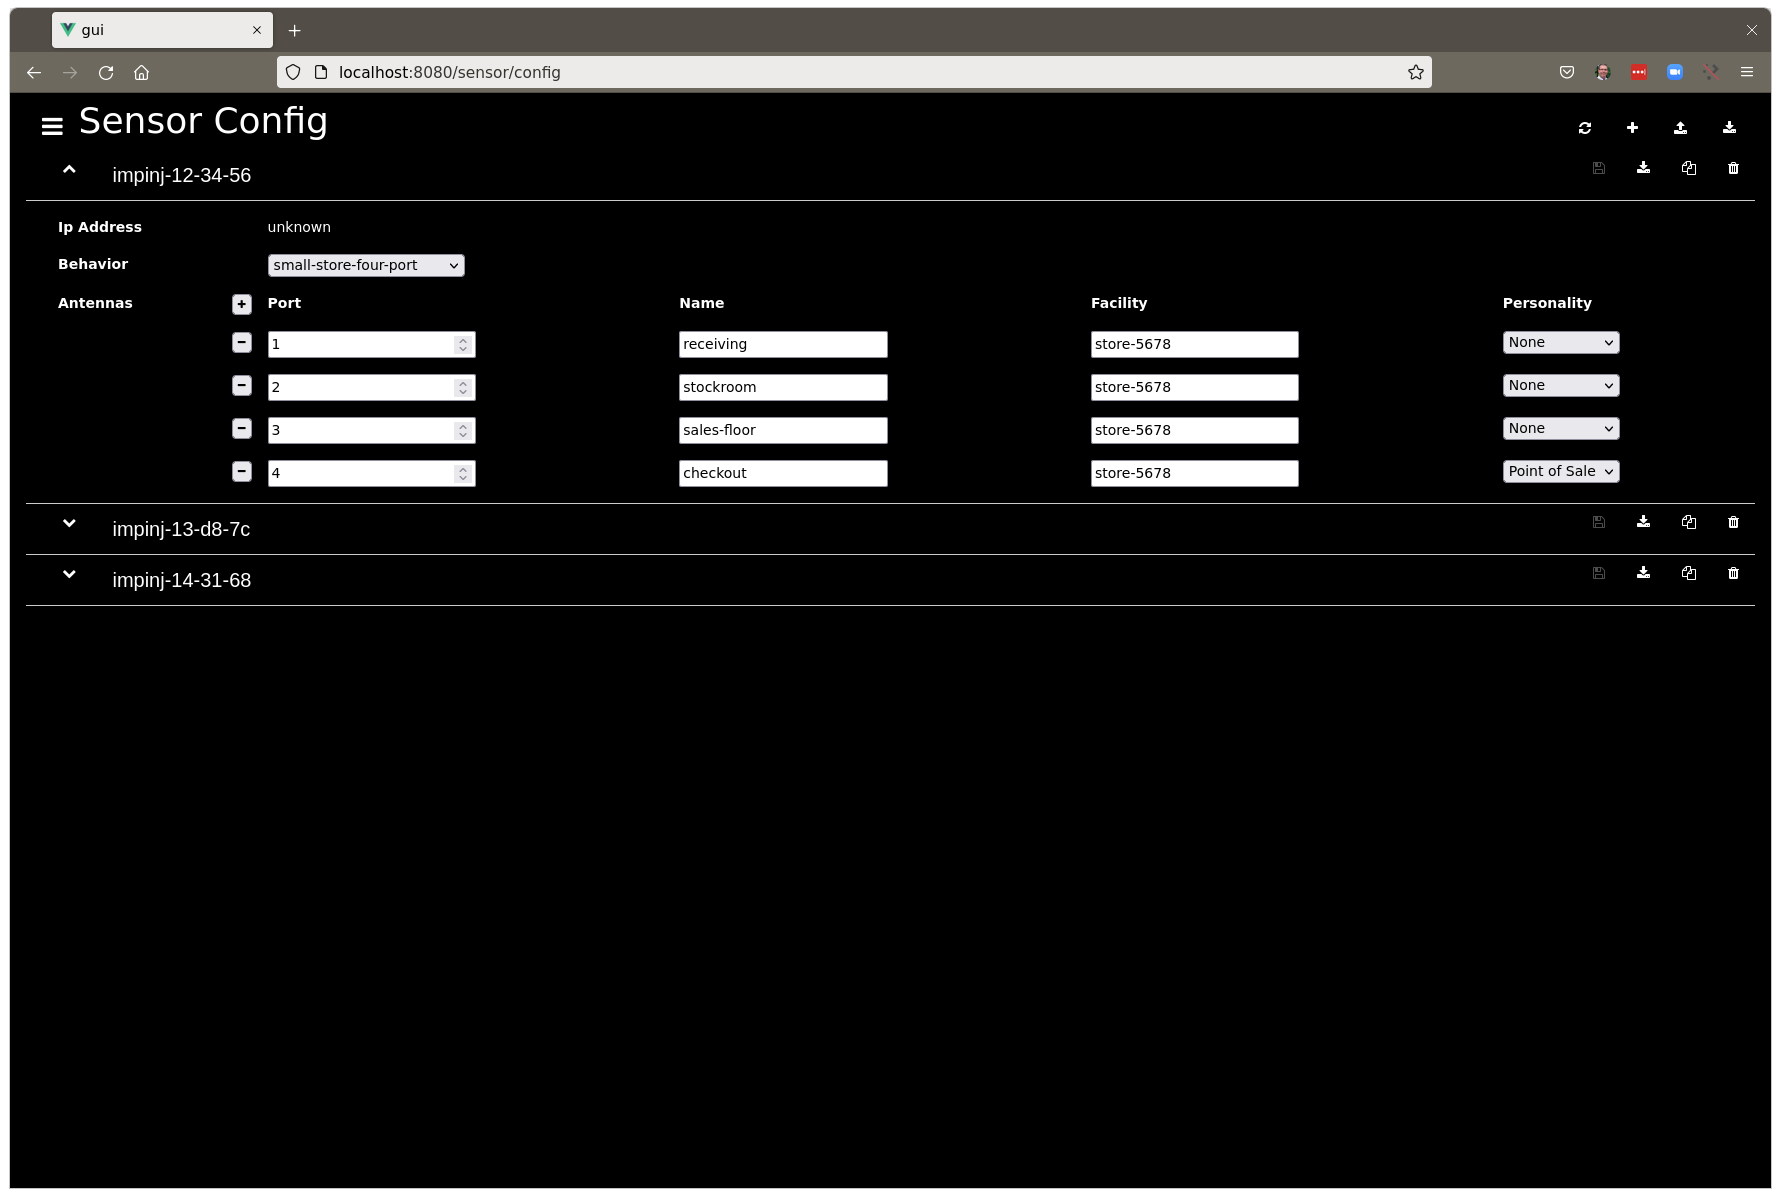 gui
localhost:8080/sensor/config
Sensor Config
impinj-12-34-56
Ip Address unknown
Behavior small-store-four-port
Antennas + Port Name Facility Personality
1 receiving store-5678 None
2 stockroom store-5678 None
3 sales-floor store-5678 None
4 checkout store-5678 Point of Sale
impinj-13-d8-7c
impinj-14-31-68